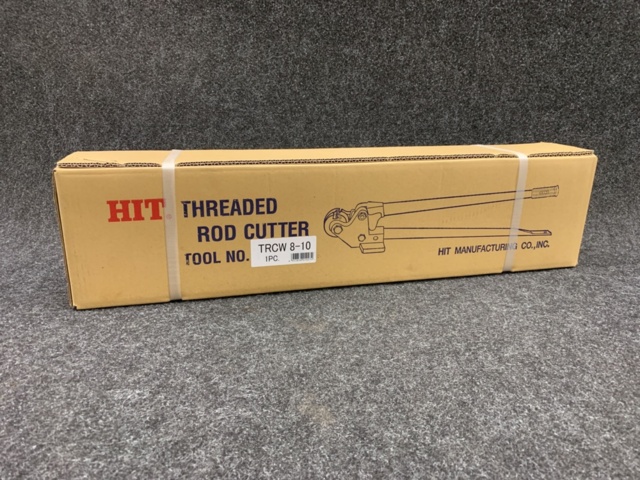 HIT
THREADED
ROD CUTTER
TOOL NO.
TRCW 8-10
1PC.
HIT MANUFACTURING CO.,INC.